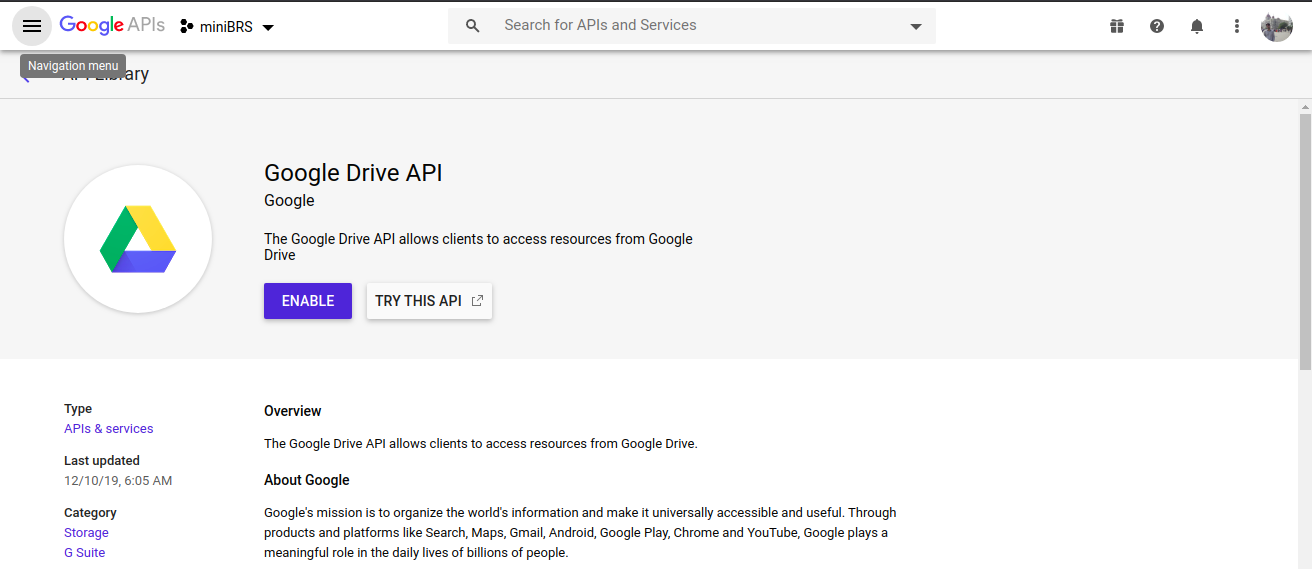 Google APIs miniBRS Search for APIs and Services
Navigation menu
API Library
Google Drive API
Google
The Google Drive API allows clients to access resources from Google
Drive
ENABLE TRY THIS API
Type
APIs & services
Last updated
12/10/19, 6:05 AM
Category
Storage
G Suite
Overview
The Google Drive API allows clients to access resources from Google Drive.
About Google
Google's mission is to organize the world's information and make it universally accessible and useful. Through
products and platforms like Search, Maps, Gmail, Android, Google Play, Chrome and YouTube, Google plays a
meaningful role in the daily lives of billions of people.